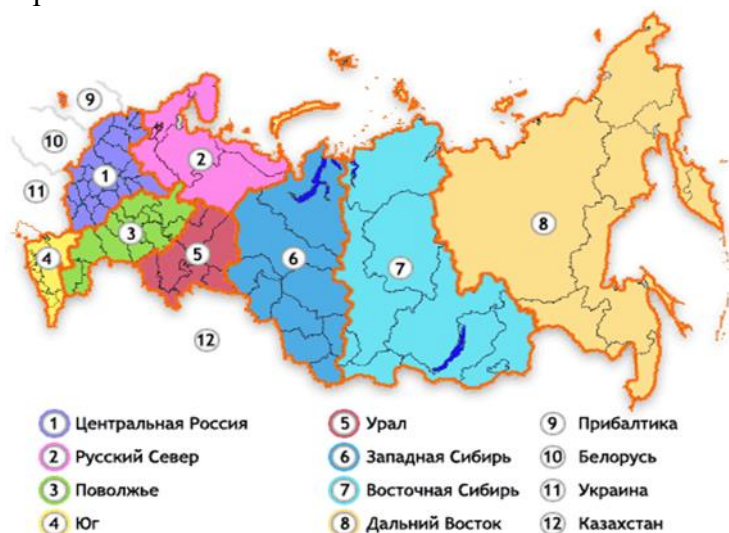 9
10
2
1
11
8
3
4
5
6
7
12
1 Центральная Россия
2 Русский Север
3 Поволжье
4 Юг
5 Урал
6 Западная Сибирь
7 Восточная Сибирь
8 Дальний Восток
9 Прибалтика
10 Белорусь
11 Украина
12 Казахстан